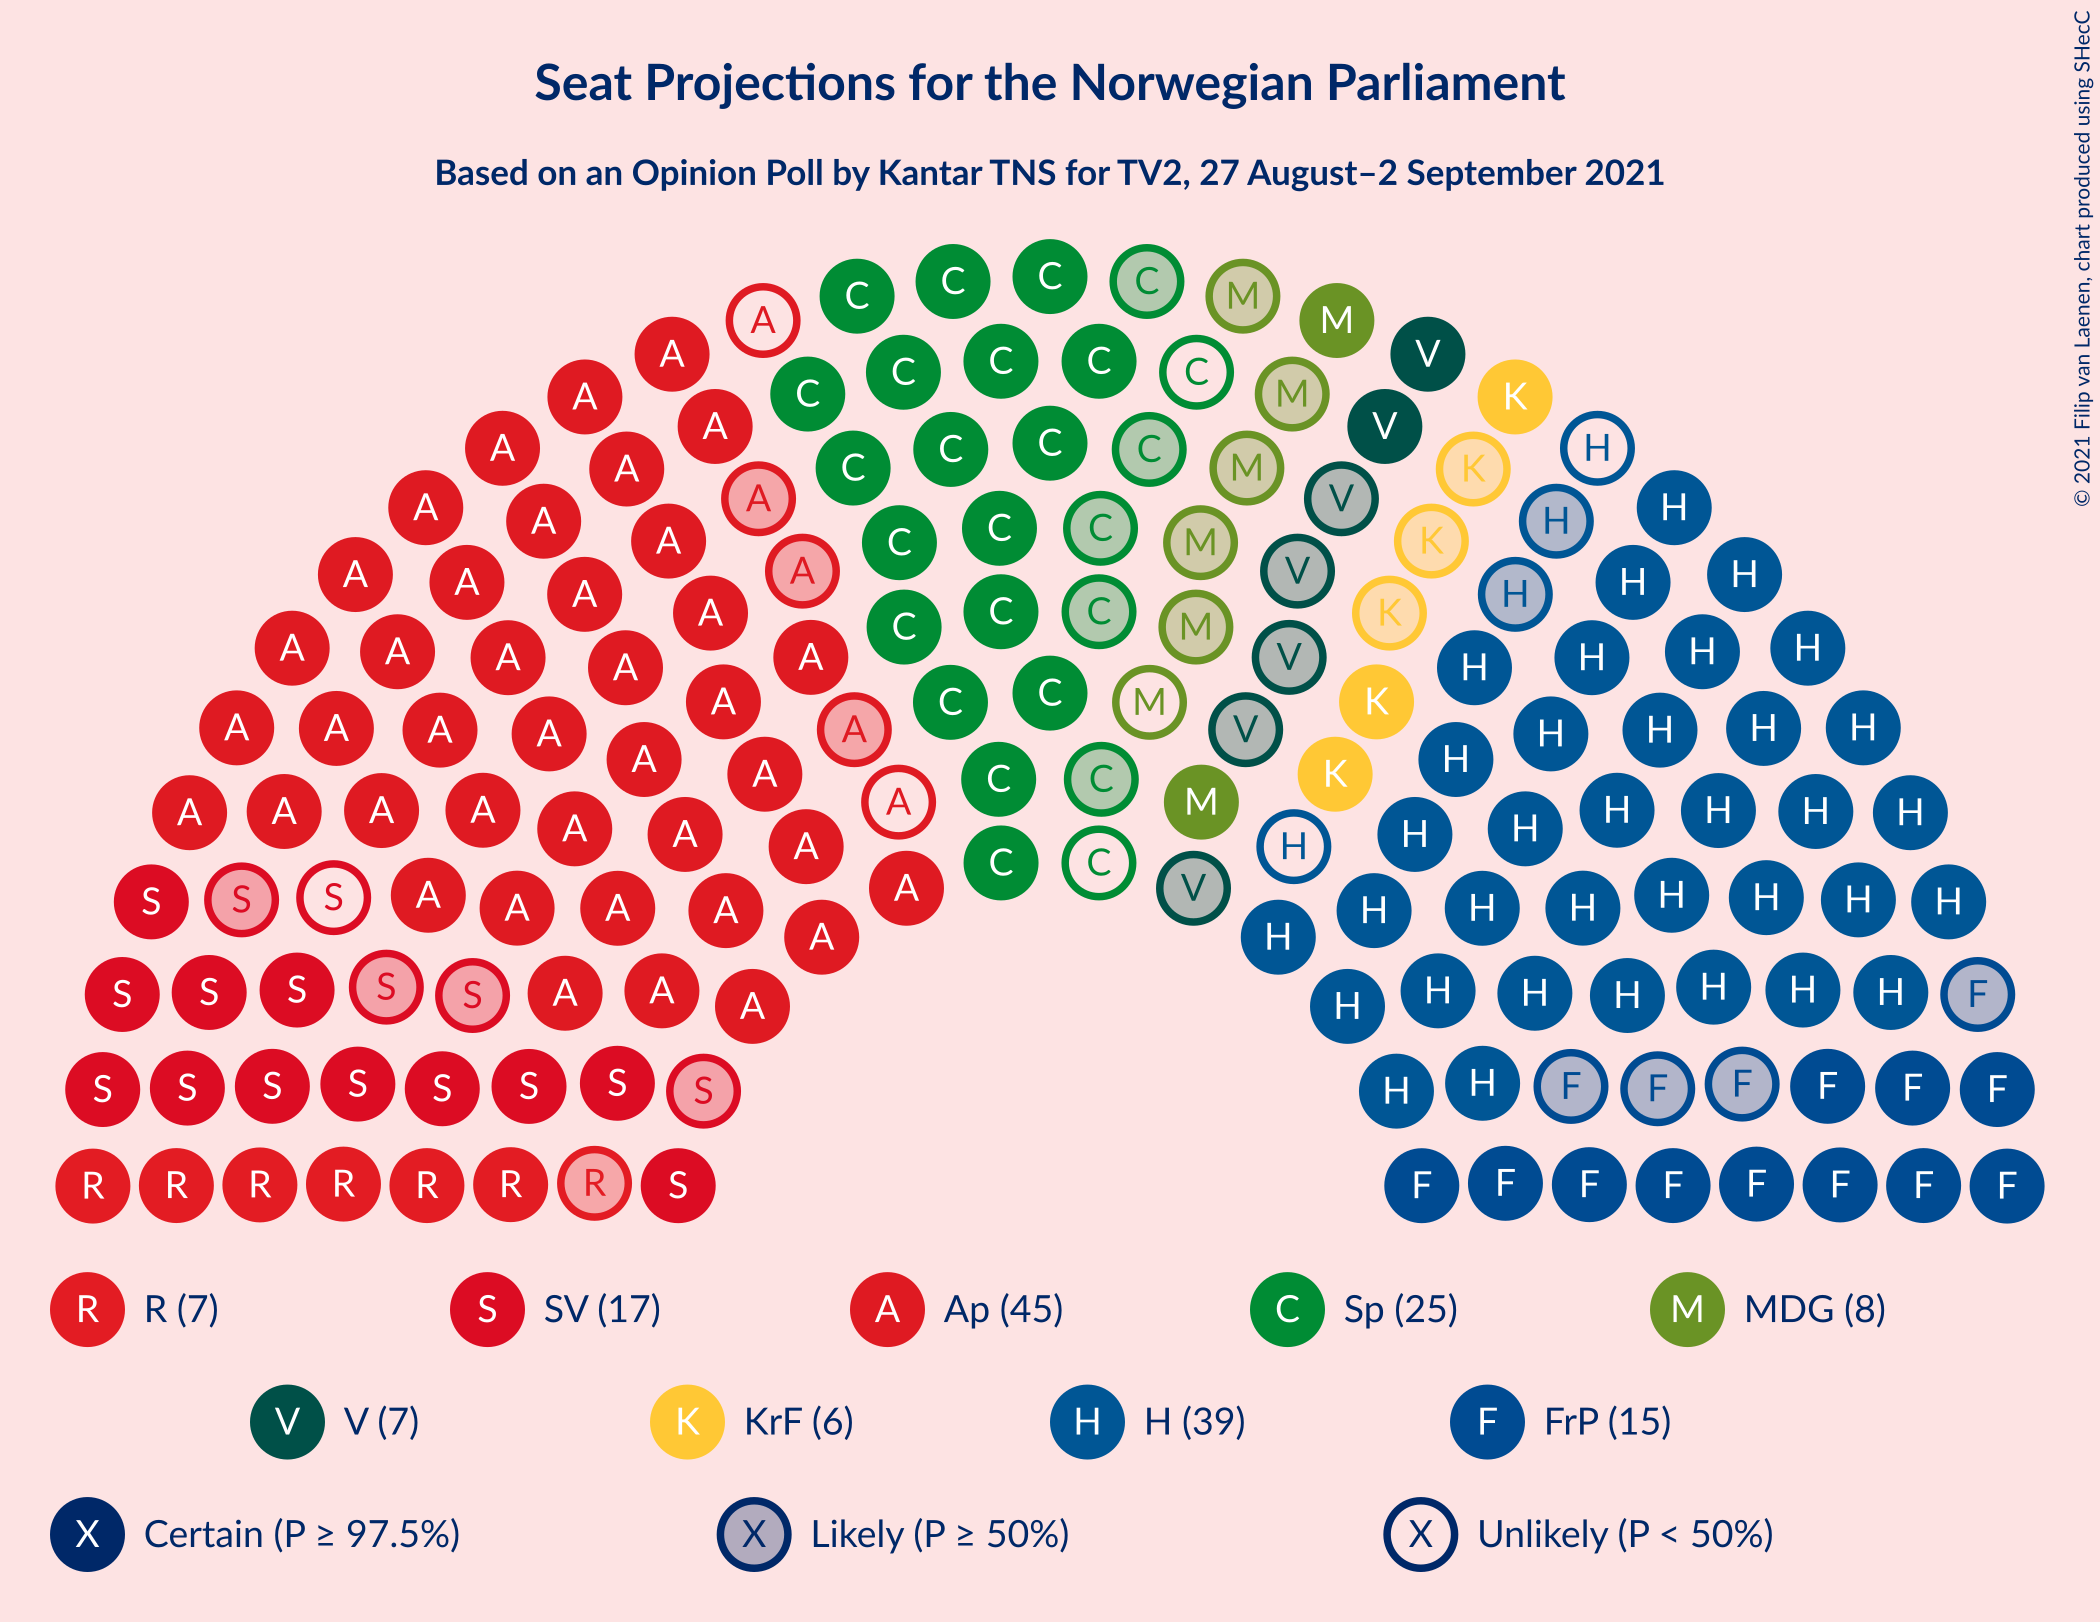 Seat Projections for the Norwegian Parliament
Based on an Opinion Poll by Kantar TNS for TV2, 27 August–2 September 2021
© 2021 Filip van Laenen, chart produced using SHecC
C C C C M M
A A V
A C C C C C M V K
A A C C C C M V K H
A A A A C C C M V K H H
A A A A A C C C M V K H H H
A A A A A A C C M V K H H H H
A A A A A A A C C M V K H H H H H
A A A A A A A A C C V H H H H H H H
S S S A A A A A H H H H H H H H
S S S S S A A A H H H H H H H F
S S S S S S S S H H F F F F F F
R R R R R R R S F F F F F F F F
R R (7) S SV (17) A Ap (45) C Sp (25) M MDG (8)
V V (7) K KrF (6) H H (39) F FrP (15)
X Certain (P ≥ 97.5%) X Likely (P ≥ 50%) X Unlikely (P < 50%)